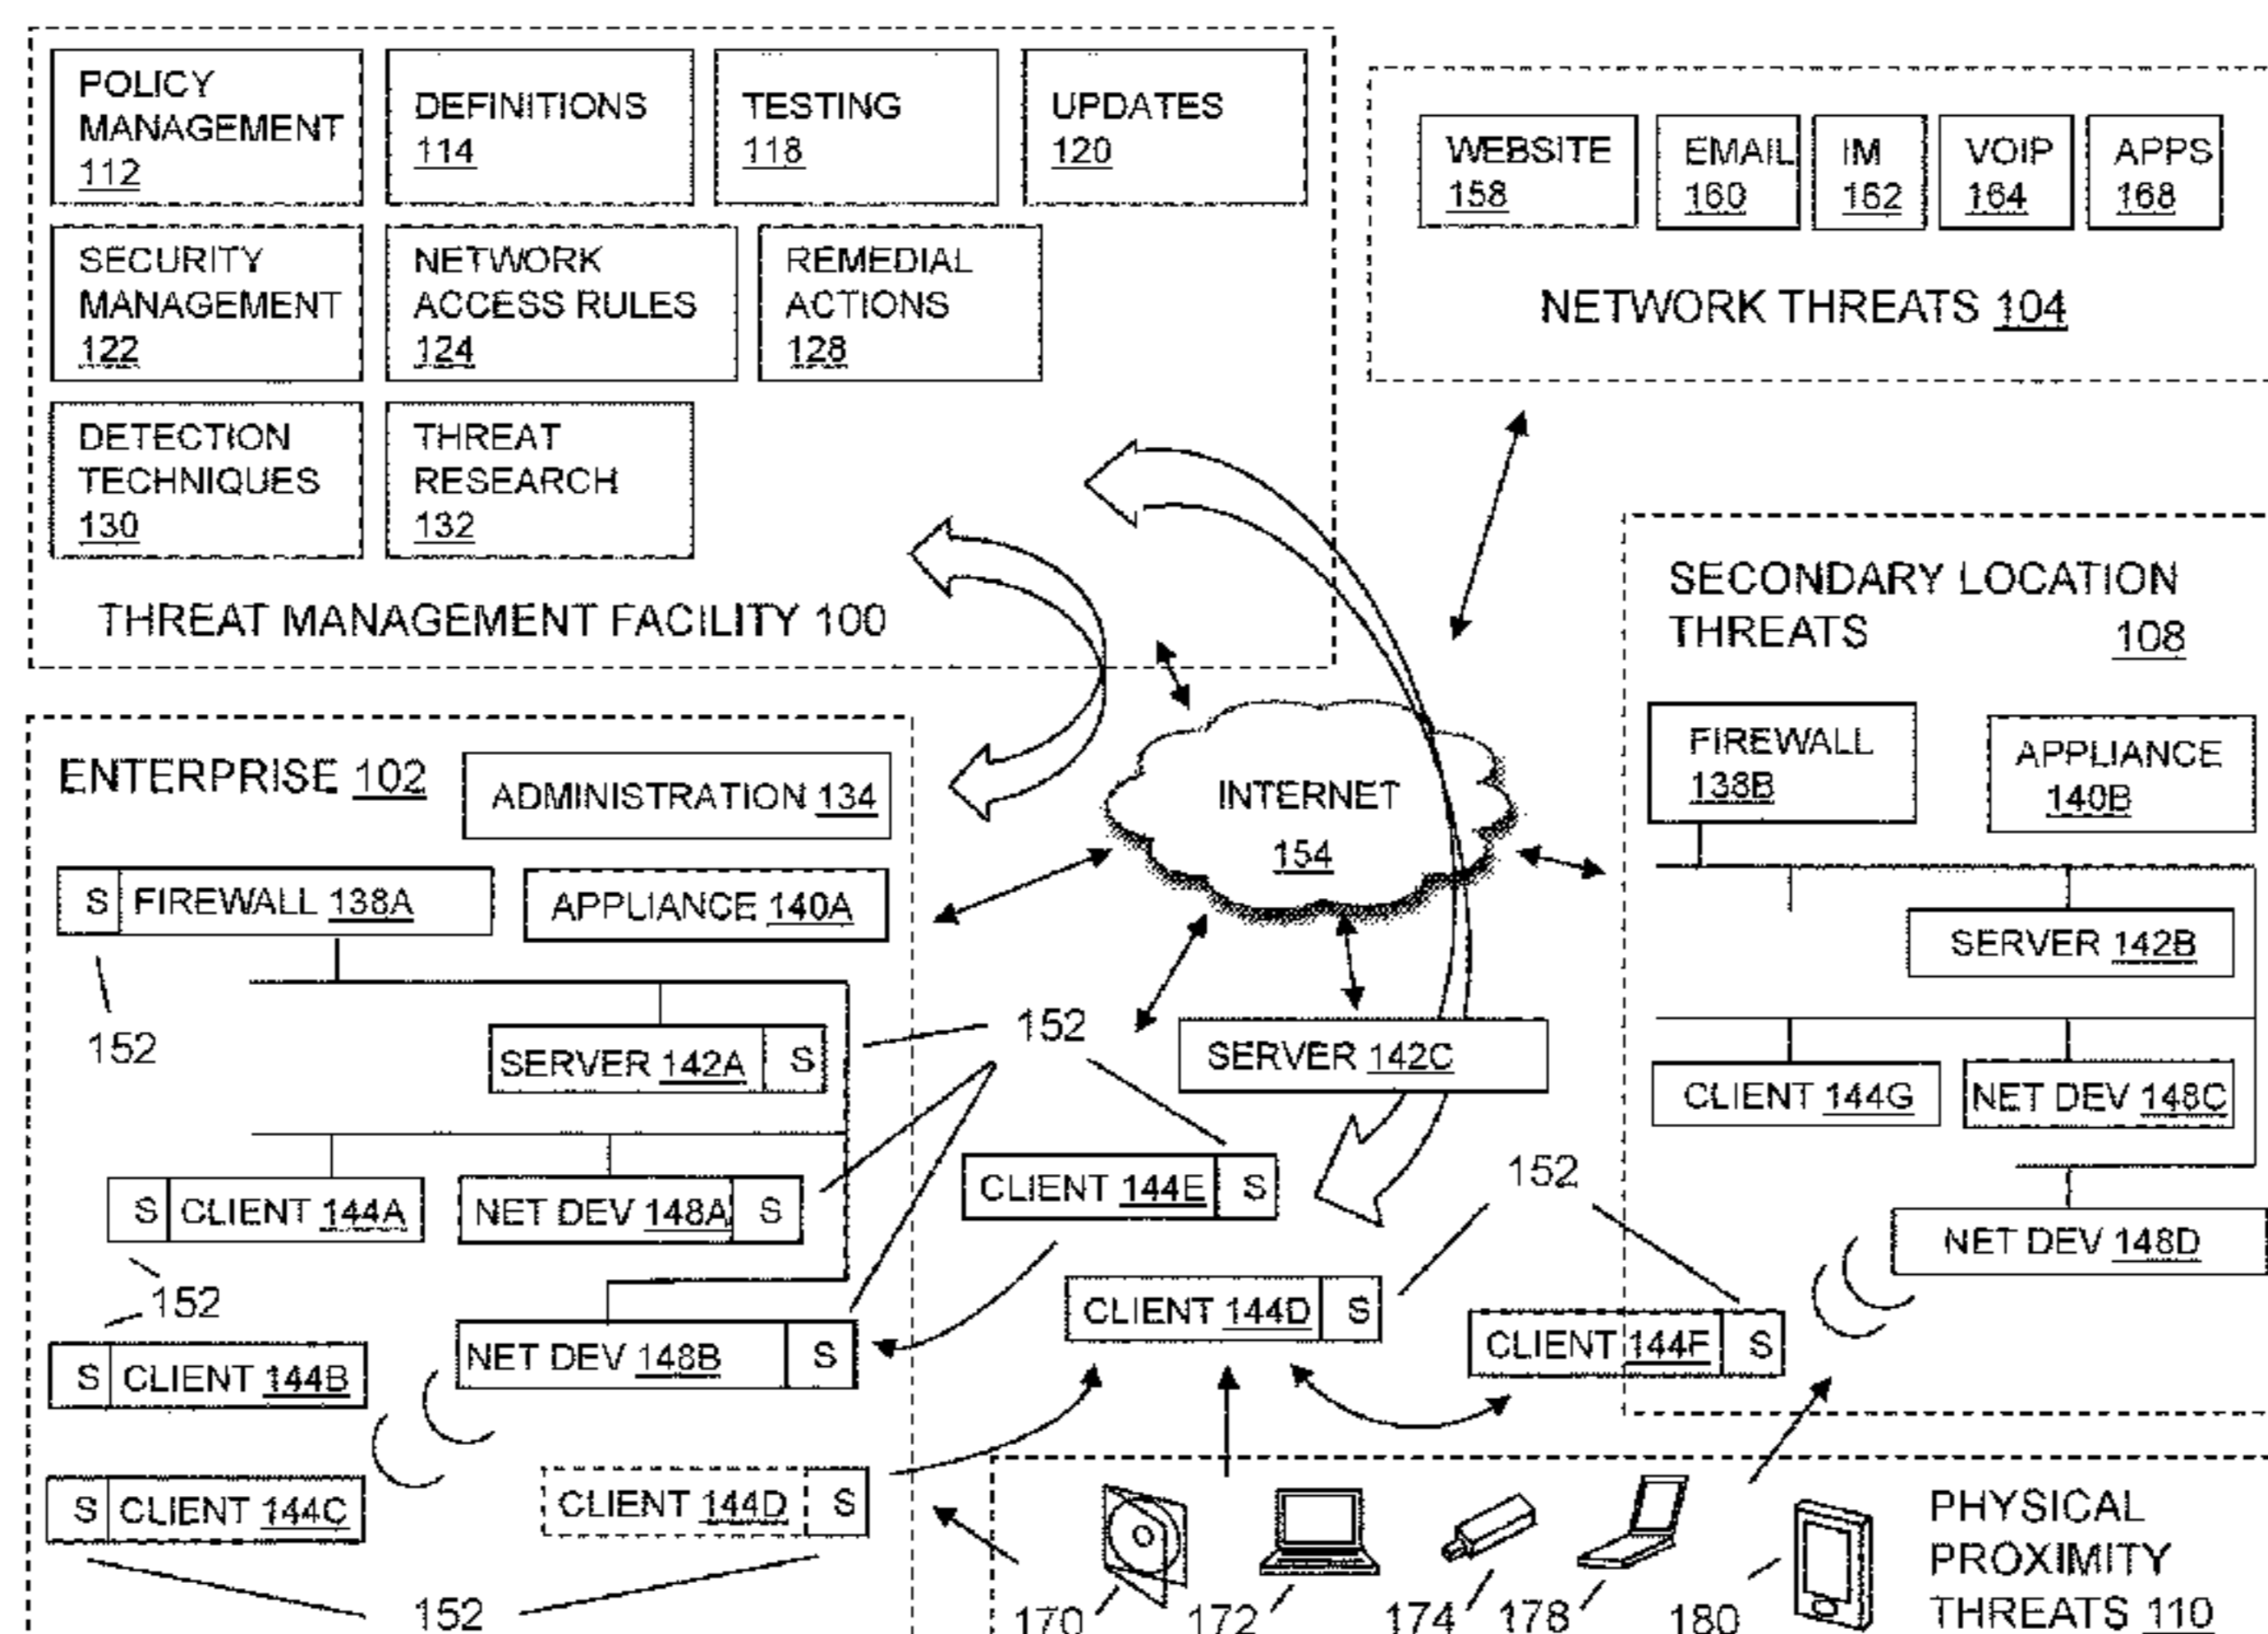 POLICY
MANAGEMENT
112
DEFINITIONS
114
TESTING
118
UPDATES
120
SECURITY
MANAGEMENT
122
NETWORK
ACCESS RULES
124
REMEDIAL
ACTIONS
128
DETECTION
TECHNIQUES
130
THREAT
RESEARCH
132
THREAT MANAGEMENT FACILITY 100
WEBSITE
158
EMAIL
160
IM
162
VOIP
164
APPS
168
NETWORK THREATS 104
SECONDARY LOCATION
THREATS 108
FIREWALL
138B
APPLIANCE
140B
SERVER 142B
CLIENT 144G
NET DEV 148C
NET DEV 148D
INTERNET
154
ENTERPRISE 102
ADMINISTRATION 134
S FIREWALL 138A
APPLIANCE 140A
152
SERVER 142A S
152
SERVER 142C
S CLIENT 144A
NET DEV 148A S
CLIENT 144E S
152
152
CLIENT 144D S
CLIENT 144F S
S CLIENT 144B
NET DEV 148B S
S CLIENT 144C
CLIENT 144D S
152
170
172
174
178
180
PHYSICAL
PROXIMITY
THREATS 110